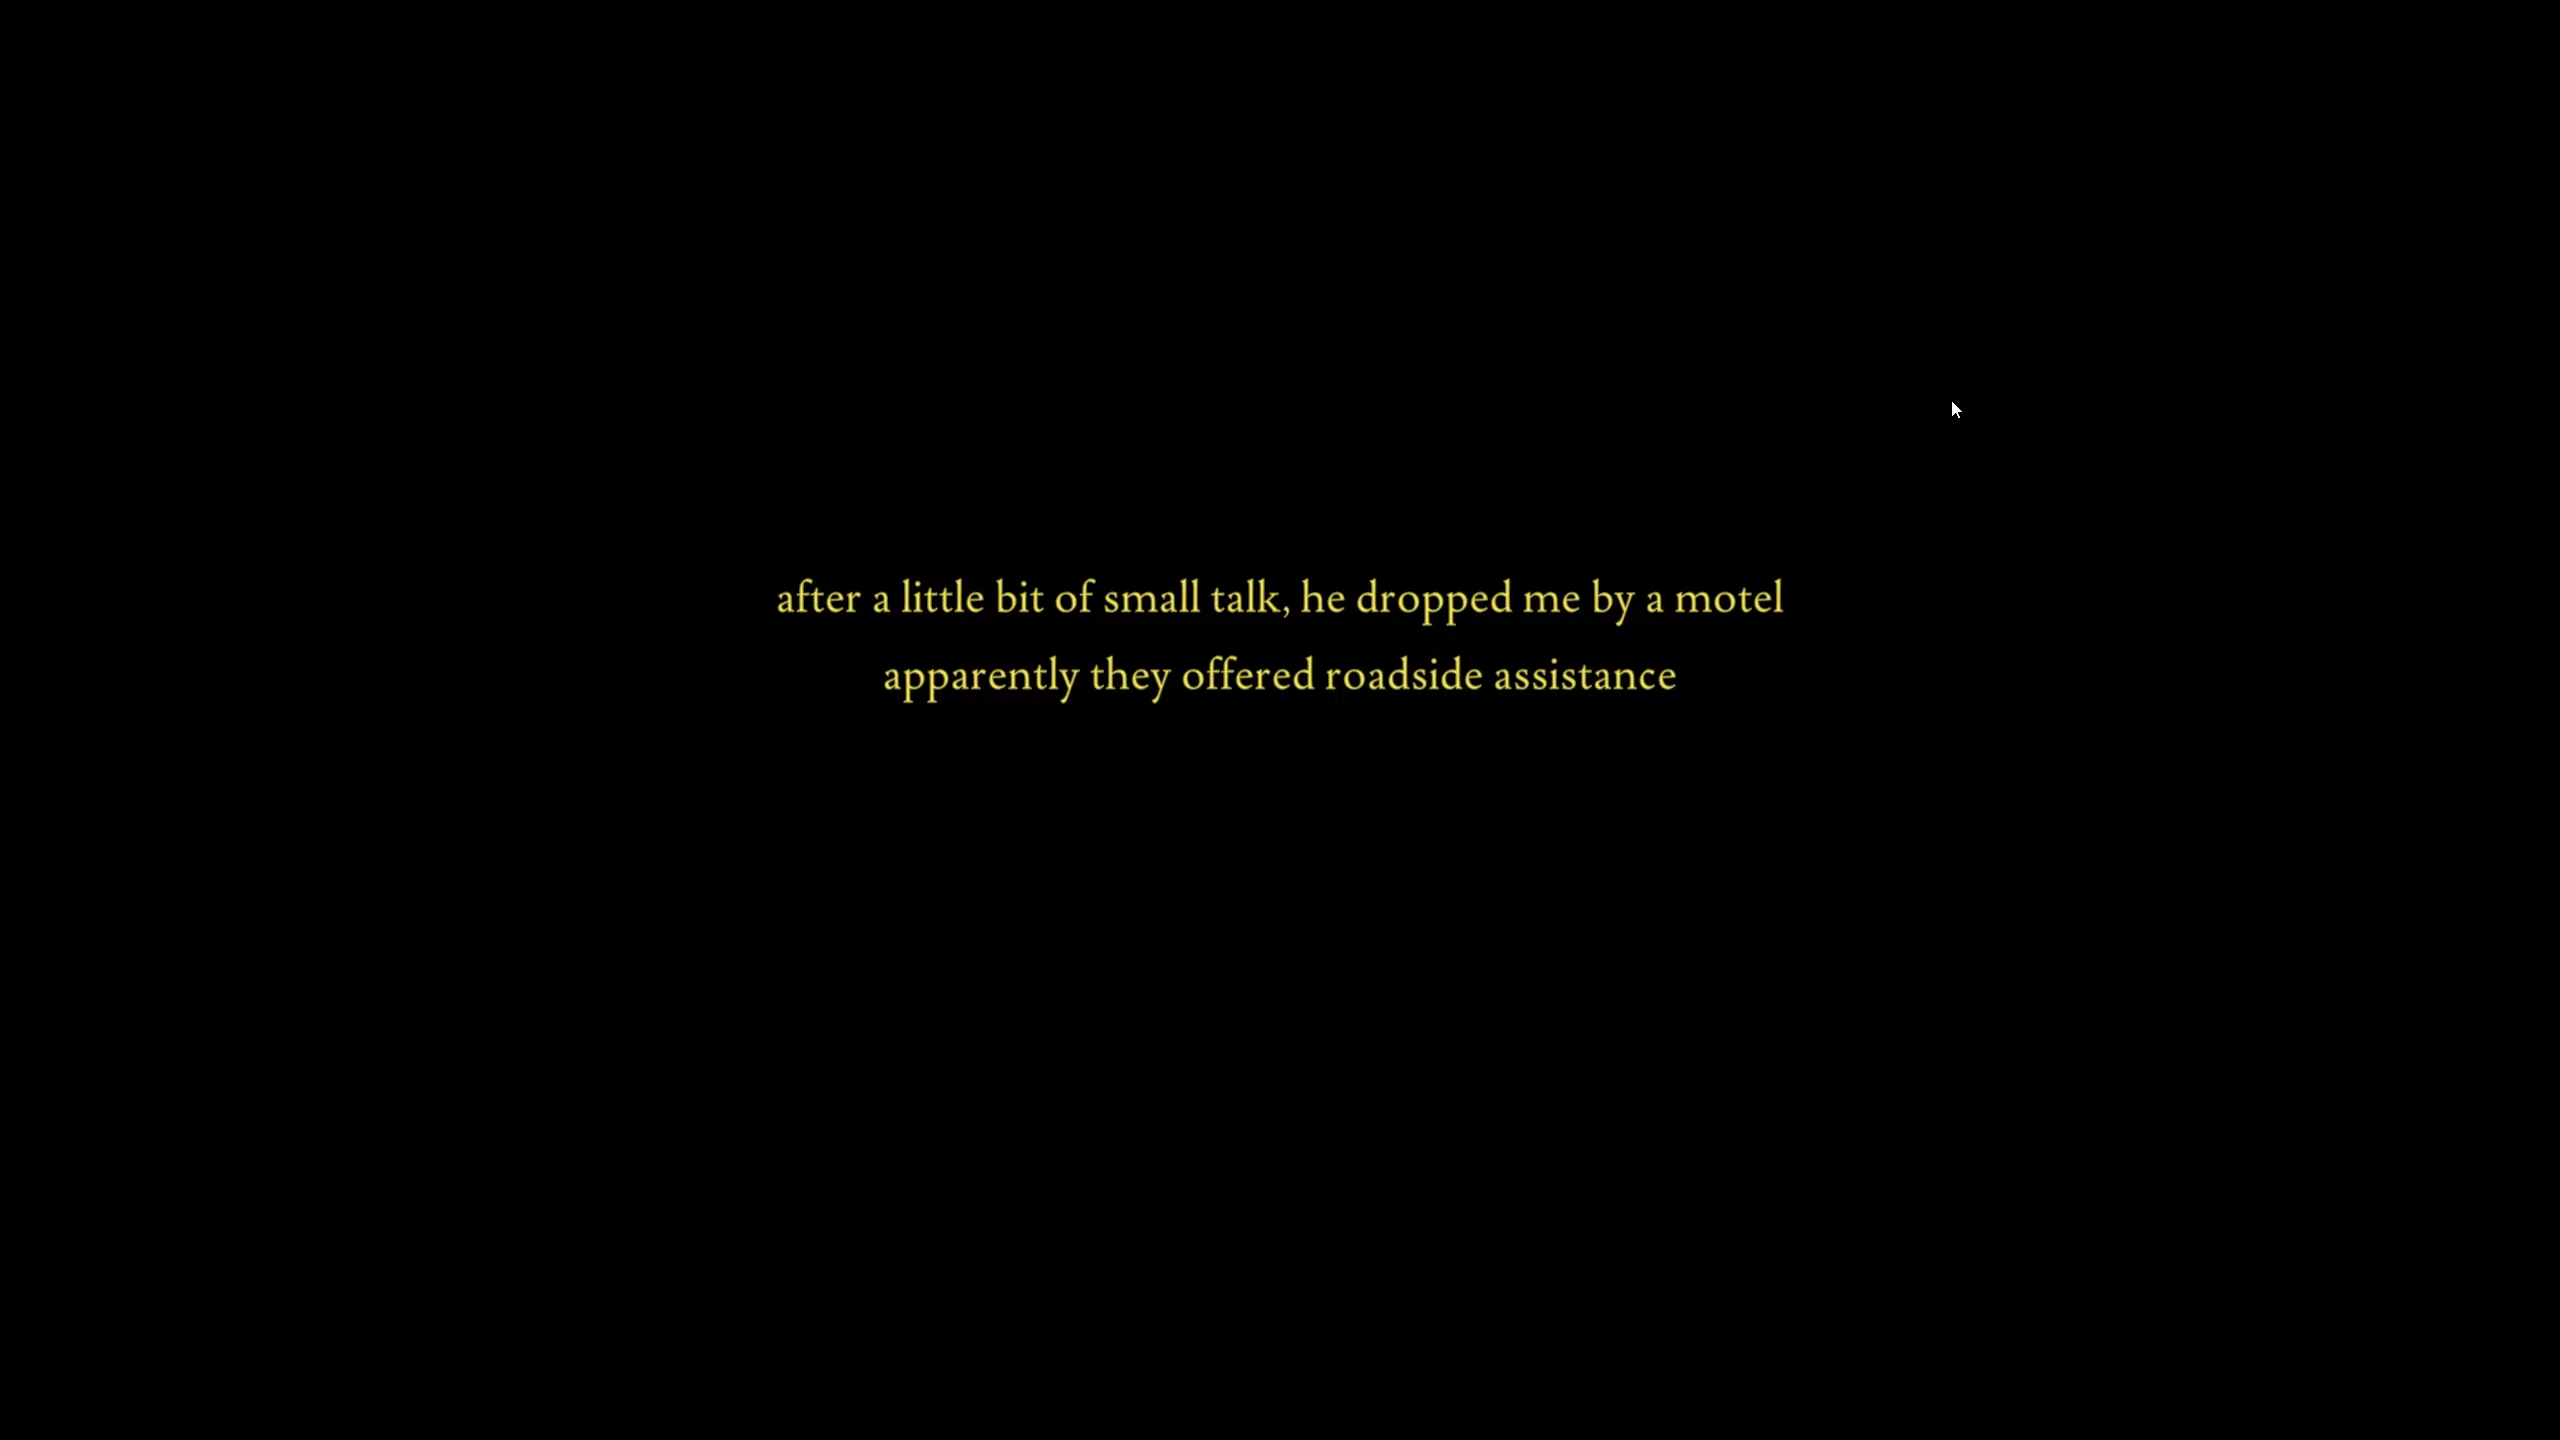 after a little bit of small talk, he dropped me by a motel
apparently they offered roadside assistance